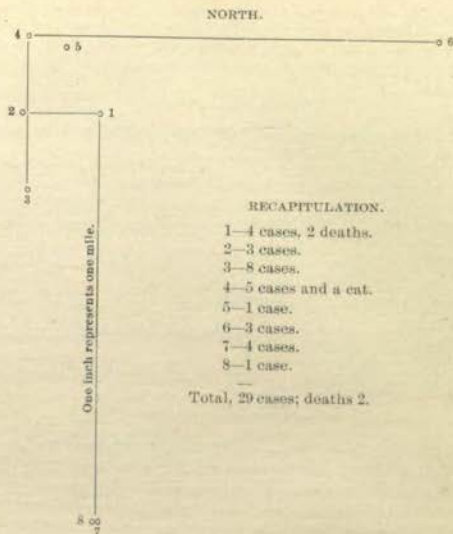 NORTH.
4
5
6
2
1
3
One inch represents one mile.
RECAPITULATION.
1—4 cases, 2 deaths.
2—3 cases.
3—8 cases.
4—5 cases and a cat.
5—1 case.
6—3 cases.
7—4 cases.
8—1 case.
Total, 29 cases; deaths 2.
8
7